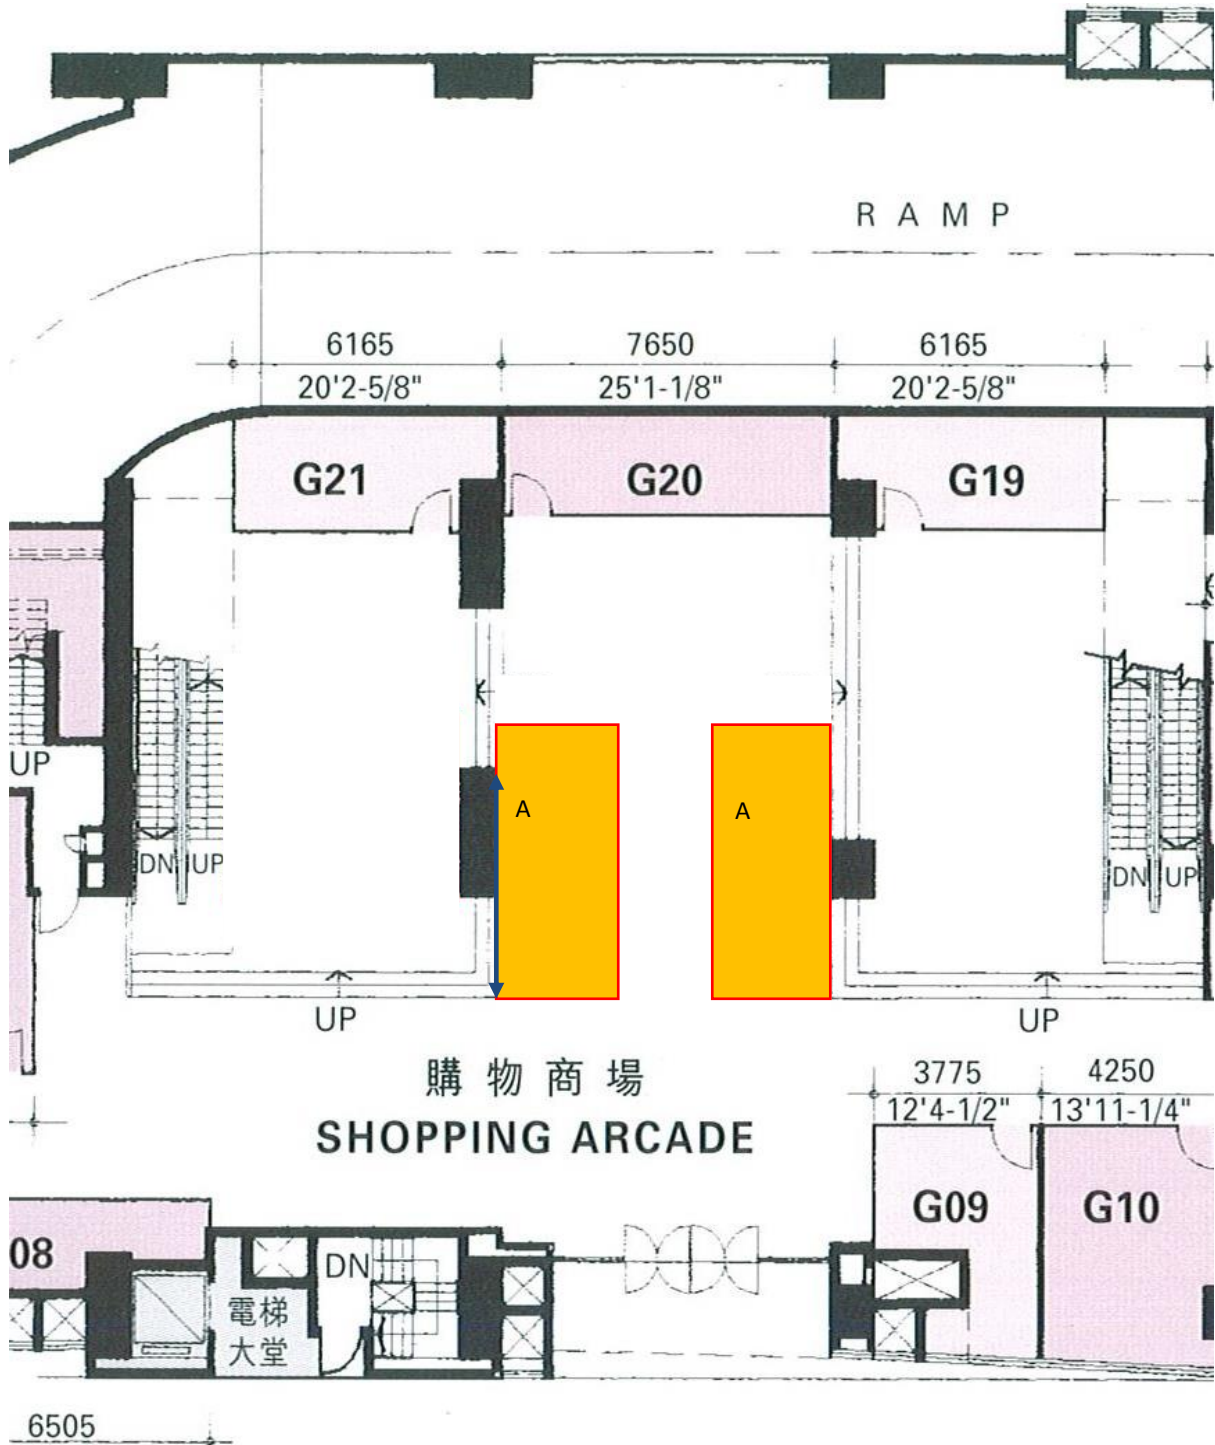 R A M P
6165
7650
6165
20'2-5/8"
25'1-1/8"
20'2-5/8"
G21
G20
G19
UP
A
A
DN
UP
DN
UP
UP
UP
購物商場
SHOPPING ARCADE
3775
4250
12'4-1/2"
13'11-1/4"
G09
G10
08
DN
電梯
大堂
6505